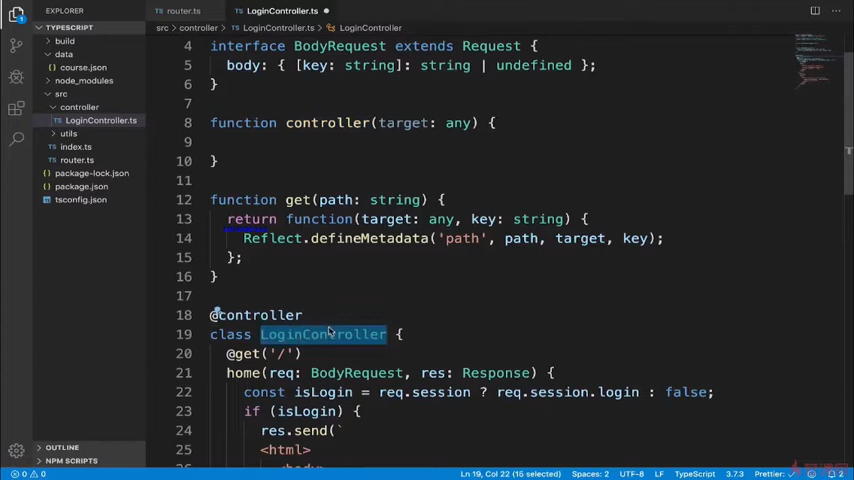 EXPLORER
router.ts
LoginController.ts
src > controller > LoginController.ts > LoginController
TYPESCRIPT
build
data
course.json
node_modules
src
controller
TS LoginController.ts
utils
TS index.ts
TS router.ts
package-lock.json
package.json
tsconfig.json
OUTLINE
NPM SCRIPTS
4 interface BodyRequest extends Request {
5 body: { [key: string]: string | undefined };
6 }
7
8 function controller(target: any) {
9
10 }
11
12 function get(path: string) {
13 return function(target: any, key: string) {
14 Reflect.defineMetadata('path', path, target, key);
15 };
16 }
17
18 @controller
19 class LoginController {
20 @get('/')
21 home(req: BodyRequest, res: Response) {
22 const isLogin = req.session ? req.session.login : false;
23 if (isLogin) {
24 res.send(`
25 <html>
0 0 Ln 19, Col 22 (15 selected) Spaces: 2 UTF-8 LF TypeScript 3.7.3 Prettier: ✓ 2